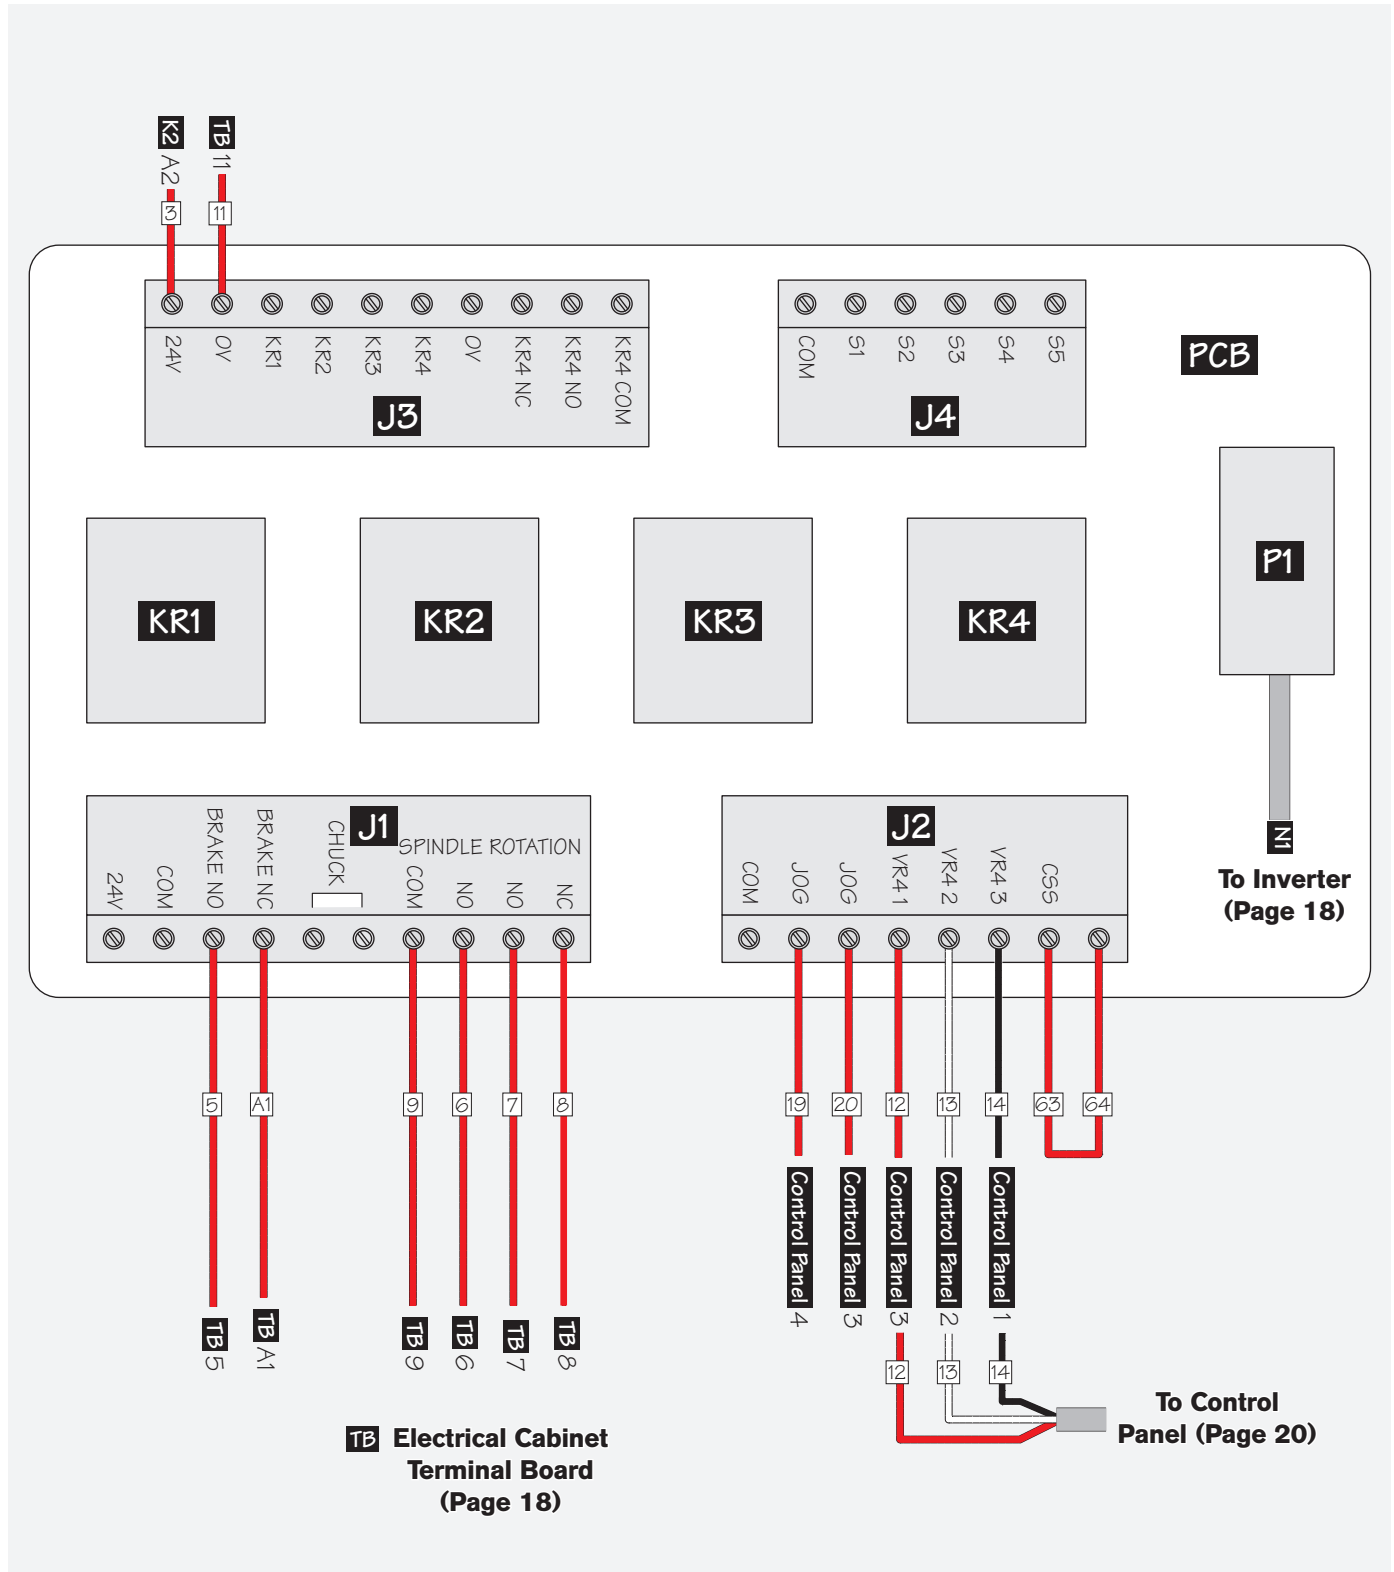 K2 A2
TB 11
3
11
24V
0V
KR1
KR2
KR3
KR4
0V
KR4 NC
KR4 NO
KR4 COM
J3
COM
S1
S2
S3
S4
S5
J4
PCB
P1
KR1
KR2
KR3
KR4
N1
To Inverter
(Page 18)
J1
24V
COM
BRAKE NO
BRAKE NC
CHUCK
SPINDLE ROTATION
COM
NO
NO
NC
J2
COM
JOG
JOG
VR4 1
VR4 2
VR4 3
CSS
5
A1
9
6
7
8
19
20
12
13
14
63
64
TB 5
TB A1
TB 9
TB 6
TB 7
TB 8
Control Panel 4
Control Panel 3
Control Panel 3
Control Panel 2
Control Panel 1
12
13
14
To Control
Panel (Page 20)
TB Electrical Cabinet
Terminal Board
(Page 18)